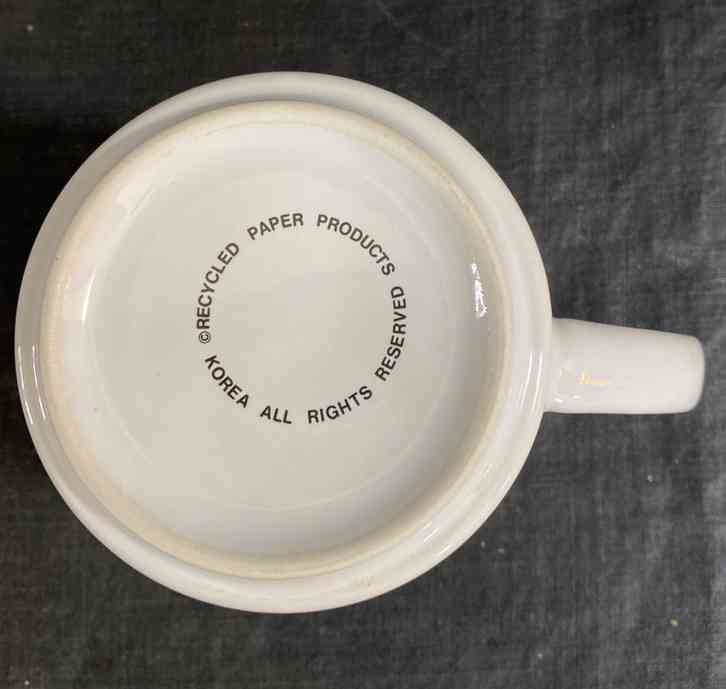 ©RECYCLED PAPER PRODUCTS
KOREA ALL RIGHTS RESERVED